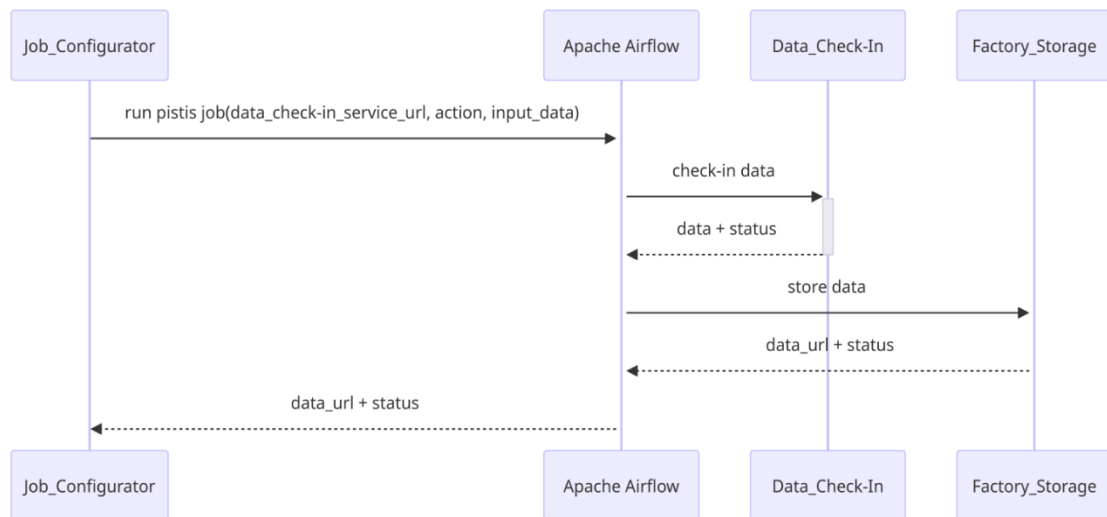 Job_Configurator
Apache Airflow
Data_Check-In
Factory_Storage
run pistis job(data_check-in_service_url, action, input_data)
check-in data
data + status
store data
data_url + status
data_url + status
Job_Configurator
Apache Airflow
Data_Check-In
Factory_Storage